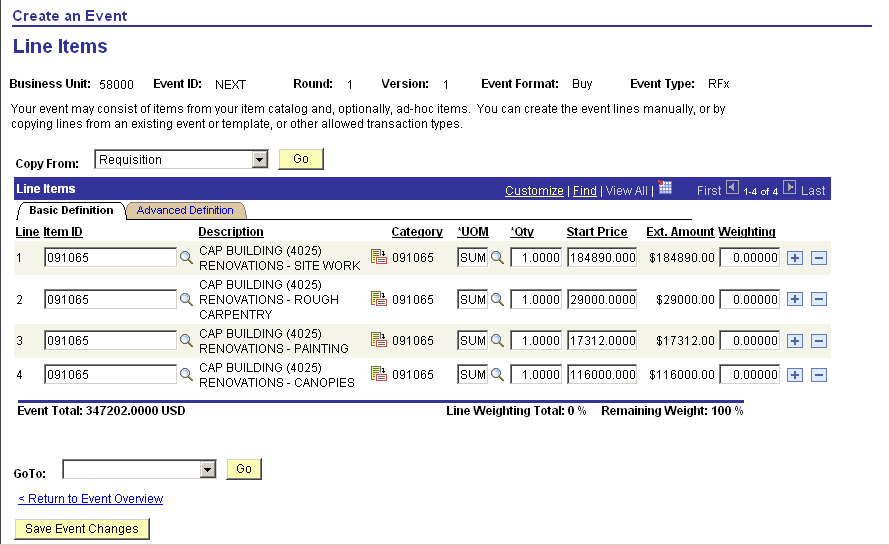 Create an Event
Line Items
Business Unit: 58000 Event ID: NEXT Round: 1 Version: 1 Event Format: Buy Event Type: RFx
Your event may consist of items from your item catalog and, optionally, ad-hoc items. You can create the event lines manually, or by
copying lines from an existing event or template, or other allowed transaction types.
Copy From: Requisition Go
Line Items Customize | Find | View All | First 1-4 of 4 Last
Basic Definition Advanced Definition
Line Item ID Description Category *UOM *Qty Start Price Ext. Amount Weighting
1 091065 CAP BUILDING (4025) 091065 SUM 1.0000 184890.000 $184890.00 0.00000
RENOVATIONS - SITE WORK
2 091065 CAP BUILDING (4025) 091065 SUM 1.0000 29000.0000 $29000.00 0.00000
RENOVATIONS - ROUGH
CARPENTRY
3 091065 CAP BUILDING (4025) 091065 SUM 1.0000 17312.0000 $17312.00 0.00000
RENOVATIONS - PAINTING
4 091065 CAP BUILDING (4025) 091065 SUM 1.0000 116000.000 $116000.00 0.00000
RENOVATIONS - CANOPIES
Event Total: 347202.0000 USD Line Weighting Total: 0 % Remaining Weight: 100 %
GoTo: Go
< Return to Event Overview
Save Event Changes